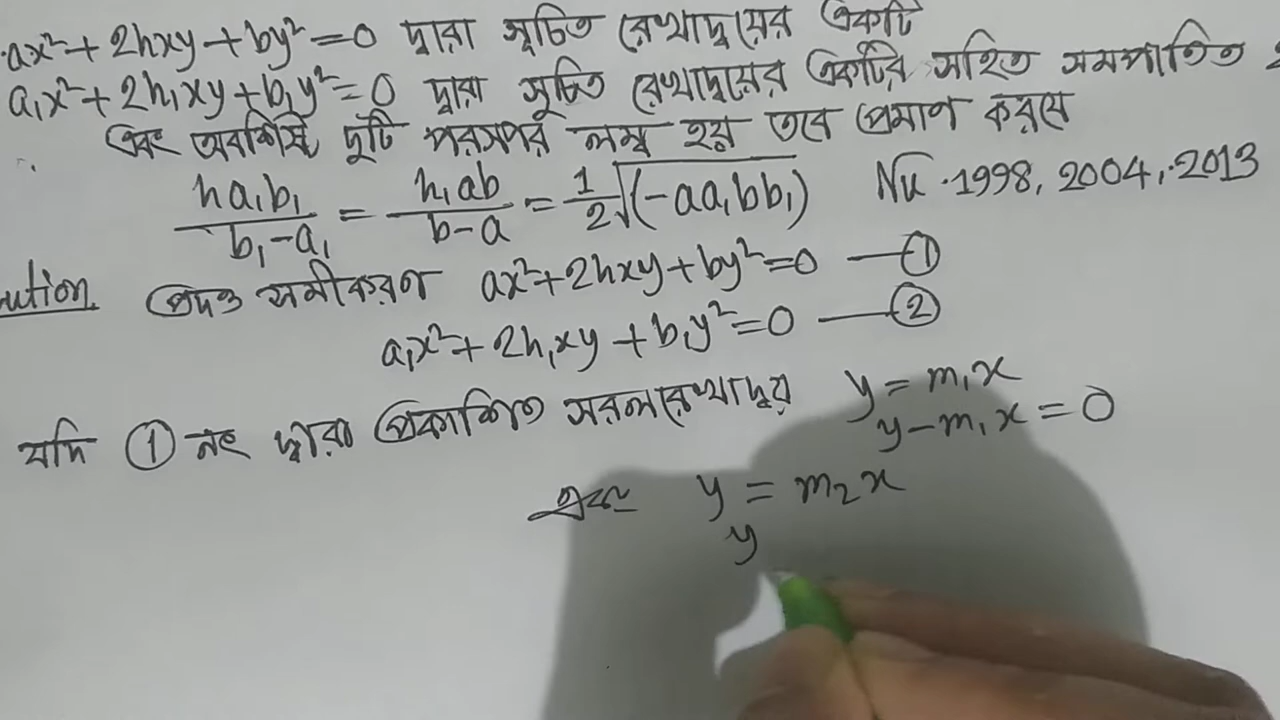 ax² + 2hxy + by² = 0 দ্বারা সূচিত রেখাদ্বয়ের একটি
a₁x² + 2h₁xy + b₁y² = 0 দ্বারা সূচিত রেখাদ্বয়ের একটির সহিত সমপাতিত
এবং অবশিষ্ট দুটি পরস্পর লম্ব হয় তবে প্রমাণ করযে
ha₁b₁/(b₁-a₁) = h₁ab/(b-a) = 1/2 √(-aa₁bb₁) NU . 1998, 2004, .2013
ution. প্রদত্ত সমীকরণ ax² + 2hxy + by² = 0 — ①
a₁x² + 2h₁xy + b₁y² = 0 — ②
যদি ① নং দ্বারা প্রকাশিত সরলরেখাদ্বয় y = m₁x
y - m₁x = 0
এবং y = m₂x
y